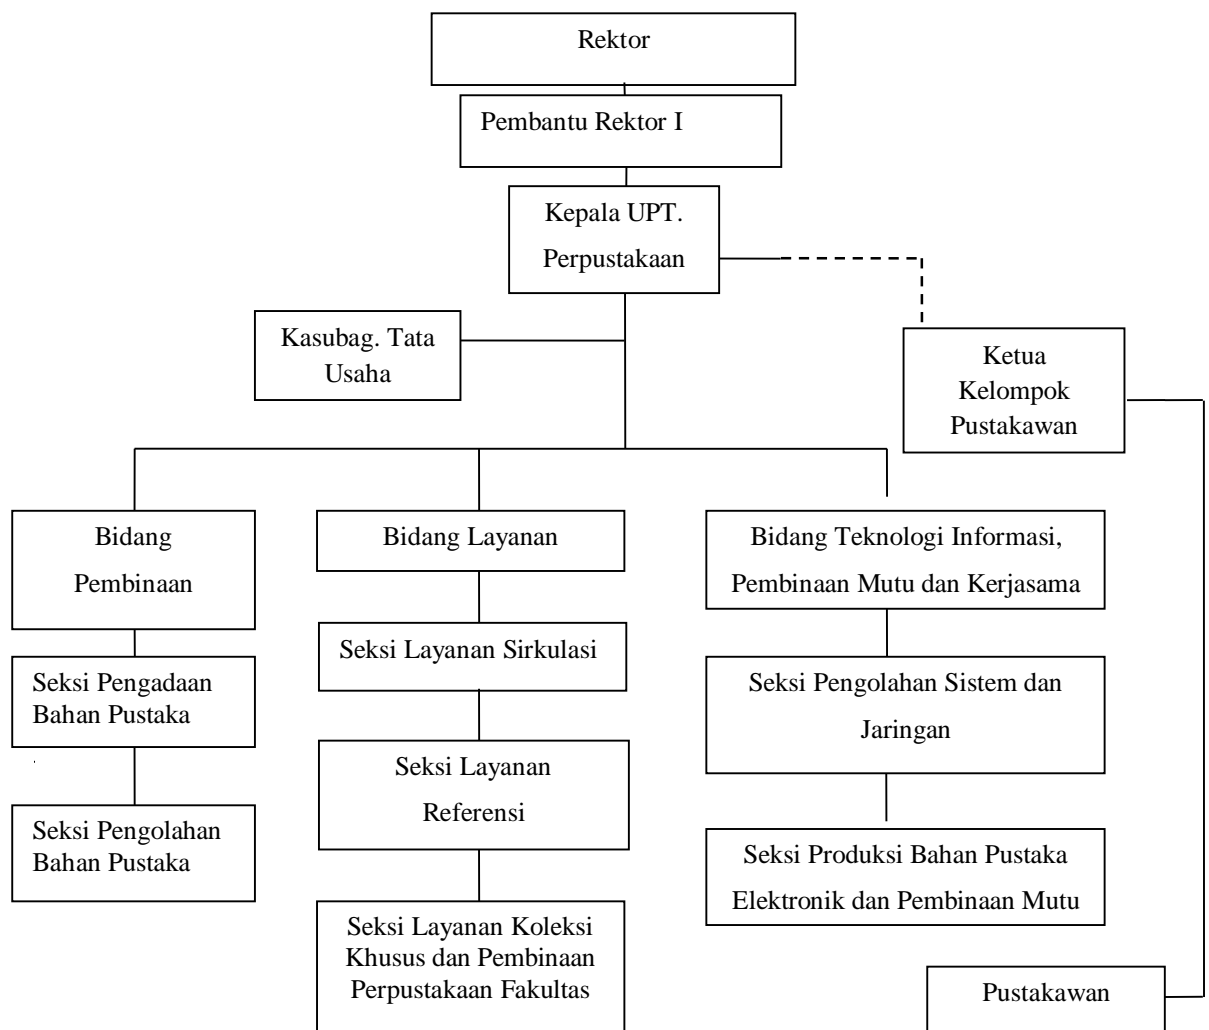 Rektor
Pembantu Rektor I
Kepala UPT.
Perpustakaan
Kasubag. Tata
Usaha
Ketua
Kelompok
Pustakawan
Bidang
Pembinaan
Seksi Pengadaan
Bahan Pustaka
Seksi Pengolahan
Bahan Pustaka
Bidang Layanan
Seksi Layanan Sirkulasi
Seksi Layanan
Referensi
Seksi Layanan Koleksi
Khusus dan Pembinaan
Perpustakaan Fakultas
Bidang Teknologi Informasi,
Pembinaan Mutu dan Kerjasama
Seksi Pengolahan Sistem dan
Jaringan
Seksi Produksi Bahan Pustaka
Elektronik dan Pembinaan Mutu
Pustakawan